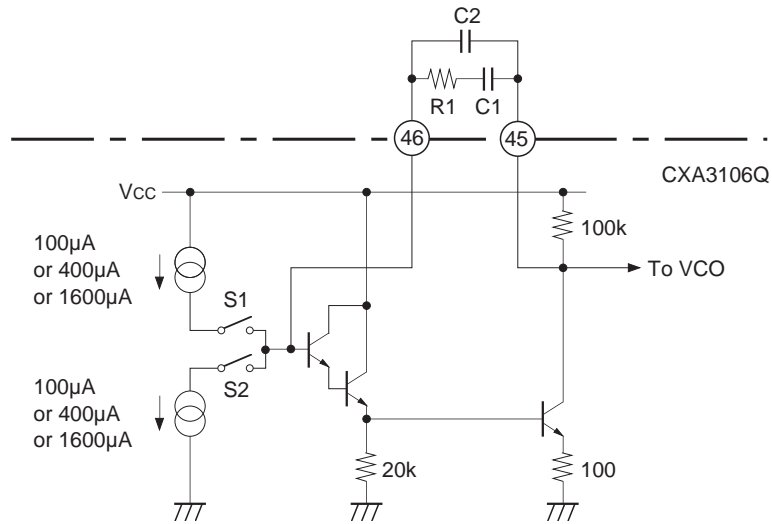 C2
R1
C1
46
45
CXA3106Q
VCC
100µA
or 400µA
or 1600µA
100k
To VCO
S1
S2
100µA
or 400µA
or 1600µA
20k
100